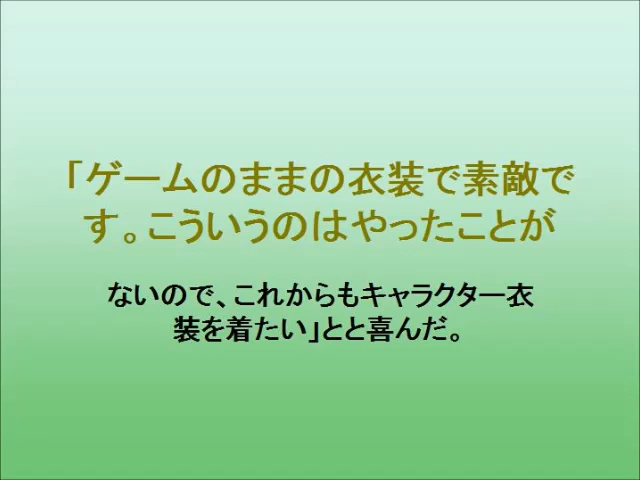 「ゲームのままの衣装で素敵で
す。こういうのはやったことが
ないので、これからもキャラクター衣
装を着たい」とと喜んだ。